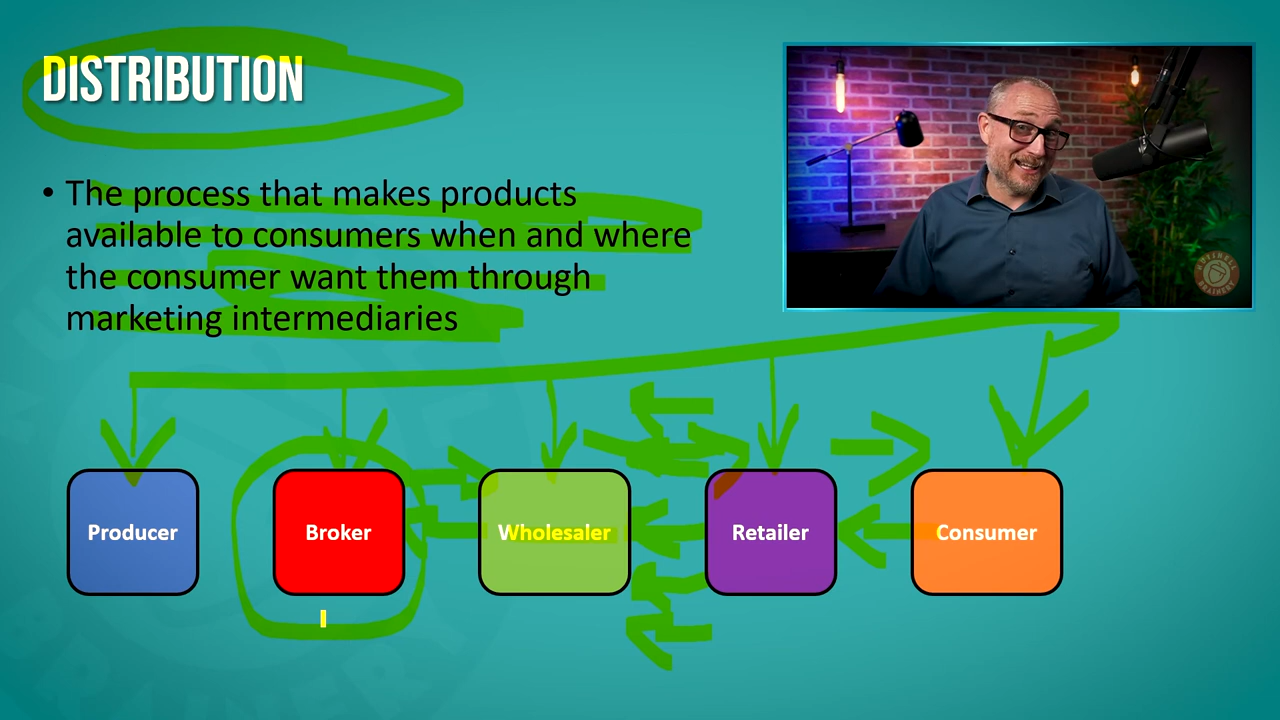 DISTRIBUTION
• The process that makes products
available to consumers when and where
the consumer want them through
marketing intermediaries
Producer
Broker
Wholesaler
Retailer
Consumer